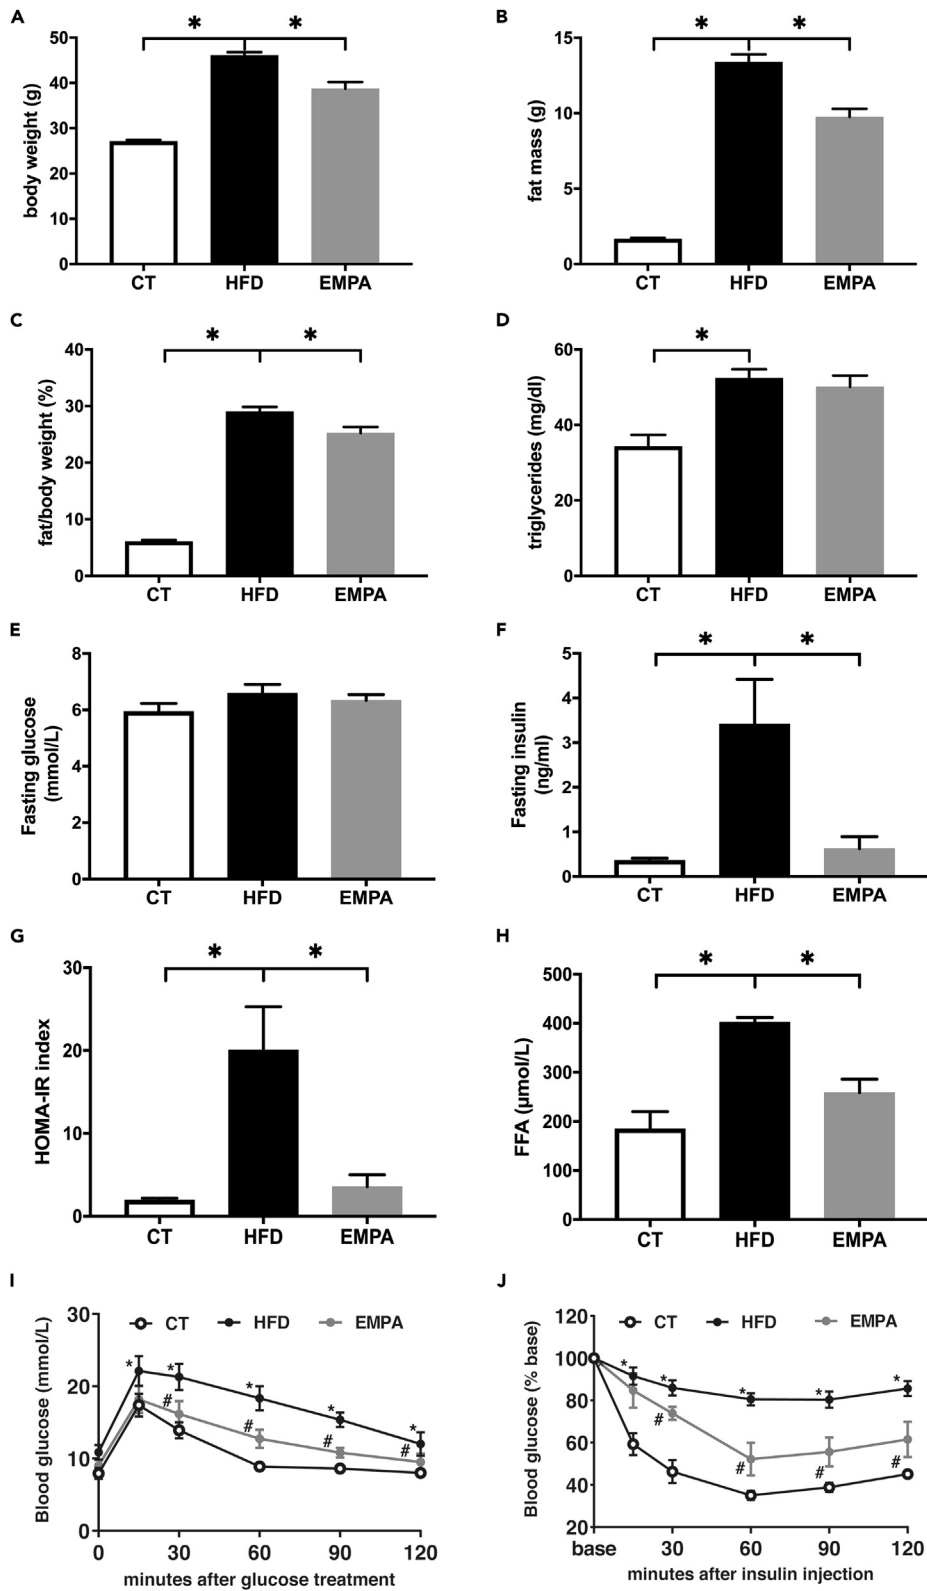 A
B
* *
* *
body weight (g)
50
40
30
20
10
0
CT HFD EMPA
fat mass (g)
15
10
5
0
CT HFD EMPA
C
D
* *
*
fat/body weight (%)
40
30
20
10
0
CT HFD EMPA
triglycerides (mg/dl)
60
40
20
0
CT HFD EMPA
E
F
Fasting glucose
(mmol/L)
8
6
4
2
0
CT HFD EMPA
* *
Fasting insulin
(ng/ml)
5
4
3
2
1
0
CT HFD EMPA
G
H
* *
* *
HOMA-IR index
30
20
10
0
CT HFD EMPA
FFA (µmol/L)
500
400
300
200
100
0
CT HFD EMPA
I
J
CT HFD EMPA
Blood glucose (mmol/L)
30
20
10
0
* * * * *
# # # #
0 30 60 90 120
minutes after glucose treatment
CT HFD EMPA
Blood glucose (% base)
120
100
80
60
40
20
* * * * *
# # # #
base 30 60 90 120
minutes after insulin injection